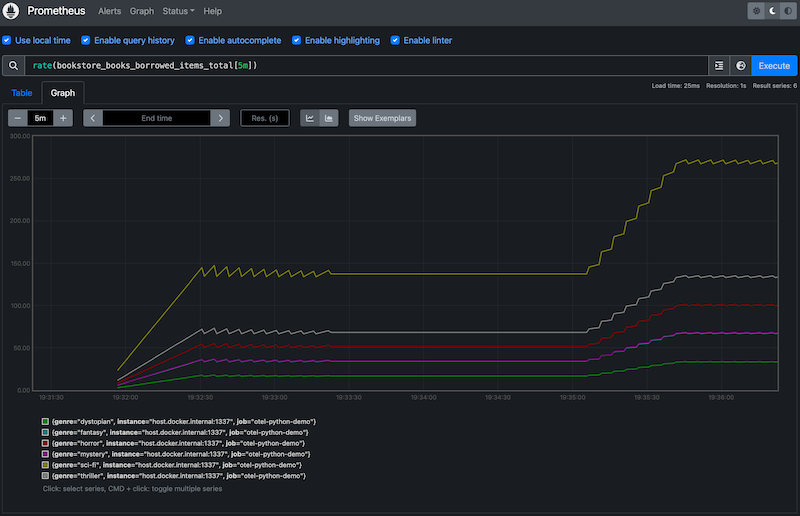 Prometheus Alerts Graph Status Help
Use local time Enable query history Enable autocomplete Enable highlighting Enable linter
rate(bookstore_books_borrowed_items_total[5m]) Execute
Table Graph Load time: 25ms Resolution: 1s Result series: 6
− 5m + < End time > Res. (s) Show Exemplars
300.00
250.00
200.00
150.00
100.00
50.00
0.00
19:31:30 19:32:00 19:32:30 19:33:00 19:33:30 19:34:00 19:34:30 19:35:00 19:35:30 19:36:00
{genre="dystopian", instance="host.docker.internal:1337", job="otel-python-demo"}
{genre="fantasy", instance="host.docker.internal:1337", job="otel-python-demo"}
{genre="horror", instance="host.docker.internal:1337", job="otel-python-demo"}
{genre="mystery", instance="host.docker.internal:1337", job="otel-python-demo"}
{genre="sci-fi", instance="host.docker.internal:1337", job="otel-python-demo"}
{genre="thriller", instance="host.docker.internal:1337", job="otel-python-demo"}
Click: select series, CMD + click: toggle multiple series